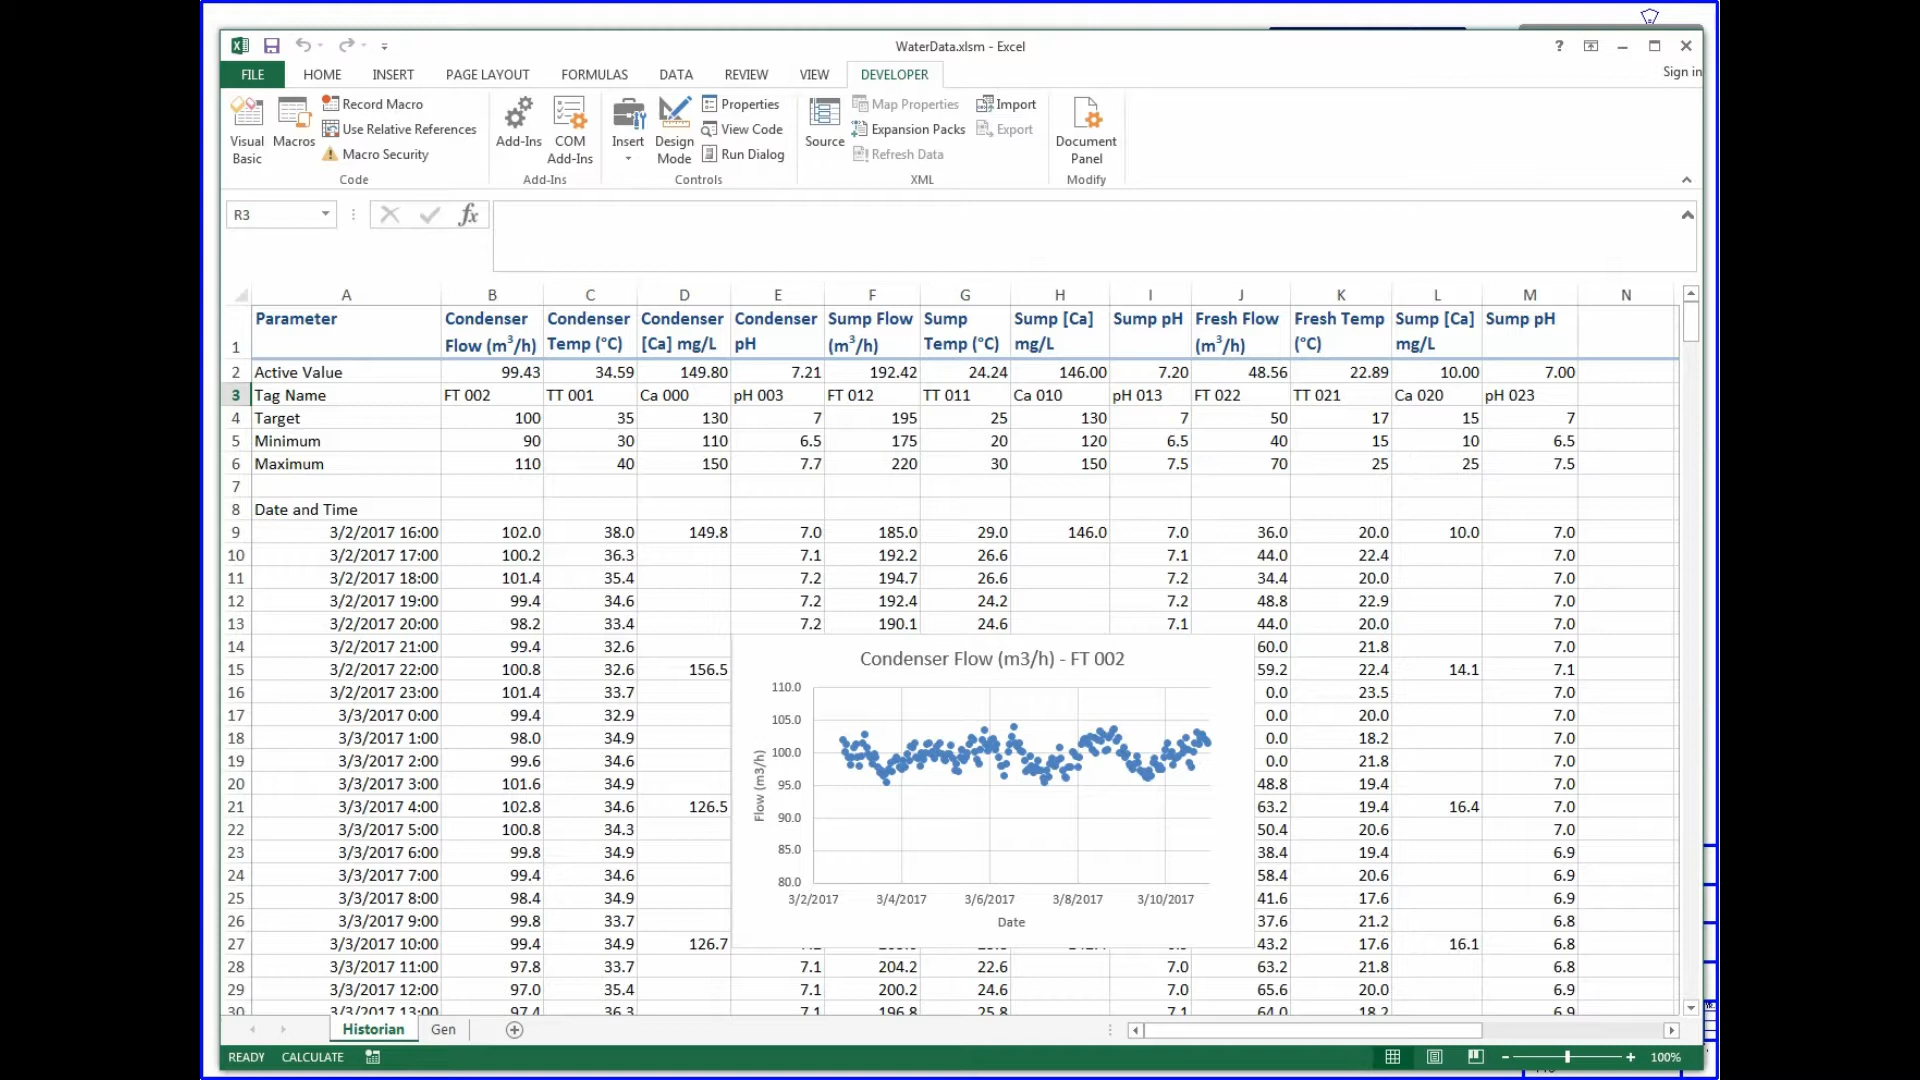 WaterData.xlsm - Excel
?
Sign in
FILE HOME INSERT PAGE LAYOUT FORMULAS DATA REVIEW VIEW DEVELOPER
Visual Basic
Macros
Record Macro
Use Relative References
Macro Security
Code
Add-Ins
COM Add-Ins
Add-Ins
Insert
Design Mode
Properties
View Code
Run Dialog
Controls
Source
Map Properties
Expansion Packs
Refresh Data
Import
Export
XML
Document Panel
Modify
R3 fx
A B C D E F G H I J K L M N
1 Parameter Condenser Flow (m³/h) Condenser Temp (°C) Condenser [Ca] mg/L Condenser pH Sump Flow (m³/h) Sump Temp (°C) Sump [Ca] mg/L Sump pH Fresh Flow (m³/h) Fresh Temp (°C) Sump [Ca] mg/L Sump pH
2 Active Value 99.43 34.59 149.80 7.21 192.42 24.24 146.00 7.20 48.56 22.89 10.00 7.00
3 Tag Name FT 002 TT 001 Ca 000 pH 003 FT 012 TT 011 Ca 010 pH 013 FT 022 TT 021 Ca 020 pH 023
4 Target 100 35 130 7 195 25 130 7 50 17 15 7
5 Minimum 90 30 110 6.5 175 20 120 6.5 40 15 10 6.5
6 Maximum 110 40 150 7.7 220 30 150 7.5 70 25 25 7.5
7
8 Date and Time
9 3/2/2017 16:00 102.0 38.0 149.8 7.0 185.0 29.0 146.0 7.0 36.0 20.0 10.0 7.0
10 3/2/2017 17:00 100.2 36.3 7.1 192.2 26.6 7.1 44.0 22.4 7.0
11 3/2/2017 18:00 101.4 35.4 7.2 194.7 26.6 7.2 34.4 20.0 7.0
12 3/2/2017 19:00 99.4 34.6 7.2 192.4 24.2 7.2 48.8 22.9 7.0
13 3/2/2017 20:00 98.2 33.4 7.2 190.1 24.6 7.1 44.0 20.0 7.0
14 3/2/2017 21:00 99.4 32.6 60.0 21.8 7.0
15 3/2/2017 22:00 100.8 32.6 156.5 59.2 22.4 14.1 7.1
16 3/2/2017 23:00 101.4 33.7 0.0 23.5 7.0
17 3/3/2017 0:00 99.4 32.9 0.0 20.0 7.0
18 3/3/2017 1:00 98.0 34.9 0.0 18.2 7.0
19 3/3/2017 2:00 99.6 34.6 0.0 21.8 7.0
20 3/3/2017 3:00 101.6 34.9 48.8 19.4 7.0
21 3/3/2017 4:00 102.8 34.6 126.5 63.2 19.4 16.4 7.0
22 3/3/2017 5:00 100.8 34.3 50.4 20.6 7.0
23 3/3/2017 6:00 99.8 34.9 38.4 19.4 6.9
24 3/3/2017 7:00 99.4 34.6 58.4 20.6 6.9
25 3/3/2017 8:00 98.4 34.9 41.6 17.6 6.9
26 3/3/2017 9:00 99.8 33.7 37.6 21.2 6.8
27 3/3/2017 10:00 99.4 34.9 126.7 43.2 17.6 16.1 6.8
28 3/3/2017 11:00 97.8 33.7 7.1 204.2 22.6 7.0 63.2 21.8 6.8
29 3/3/2017 12:00 97.0 35.4 7.1 200.2 24.6 7.0 65.6 20.0 6.9
30 3/3/2017 13:00 97.4 36.3 7.1 196.8 25.8 7.1 64.0 18.2 6.9
Condenser Flow (m3/h) - FT 002
Flow (m3/h)
110.0
105.0
100.0
95.0
90.0
85.0
80.0
3/2/2017 3/4/2017 3/6/2017 3/8/2017 3/10/2017
Date
Historian Gen
READY CALCULATE 100%